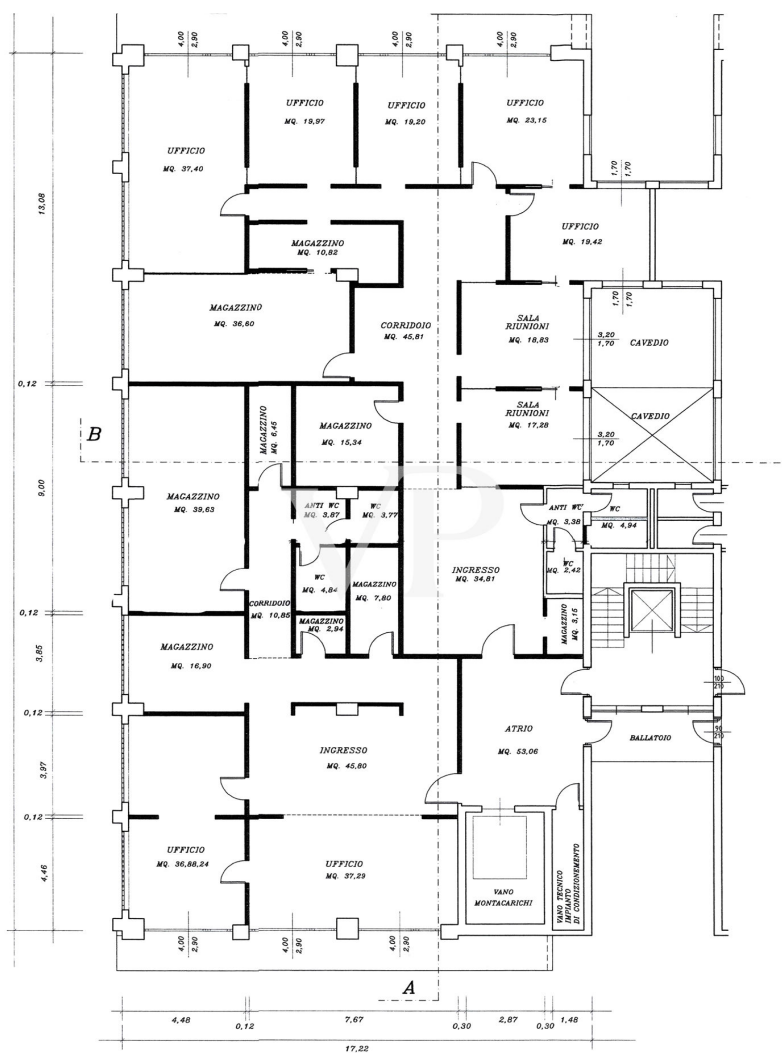 4,00
2,90
4,00
2,90
4,00
2,90
4,00
2,90
UFFICIO
MQ. 37,40
UFFICIO
MQ. 19,97
UFFICIO
MQ. 19,20
UFFICIO
MQ. 23,15
1,70
1,70
13,08
UFFICIO
MQ. 19,42
MAGAZZINO
MQ. 10,82
1,70
1,70
MAGAZZINO
MQ. 36,60
CORRIDOIO
MQ. 45,81
SALA
RIUNIONI
MQ. 18,83
3,20
1,70
CAVEDIO
0,12
MAGAZZINO
MQ. 6,45
MAGAZZINO
MQ. 15,34
SALA
RIUNIONI
MQ. 17,28
CAVEDIO
3,20
1,70
B
9,00
MAGAZZINO
MQ. 39,63
ANTI WC
MQ. 3,87
WC
MQ. 3,77
ANTI WC
MQ. 3,38
WC
MQ. 4,94
VP
INGRESSO
MQ. 34,81
WC
MQ. 2,42
WC
MQ. 4,84
MAGAZZINO
MQ. 7,80
CORRIDOIO
MQ. 10,85
MAGAZZINO
MQ. 2,94
MAGAZZINO
MQ. 3,15
0,12
3,85
MAGAZZINO
MQ. 16,90
100
210
0,12
ATRIO
MQ. 53,06
90
210
BALLATOIO
INGRESSO
MQ. 45,80
3,97
0,12
UFFICIO
MQ. 36,88,24
UFFICIO
MQ. 37,29
4,46
VANO
MONTACARICHI
VANO TECNICO
IMPIANTO
DI CONDIZIONEMENTO
4,00
2,90
4,00
2,90
4,00
2,90
A
4,48
7,67
2,87
1,48
0,12
0,30
0,30
17,22